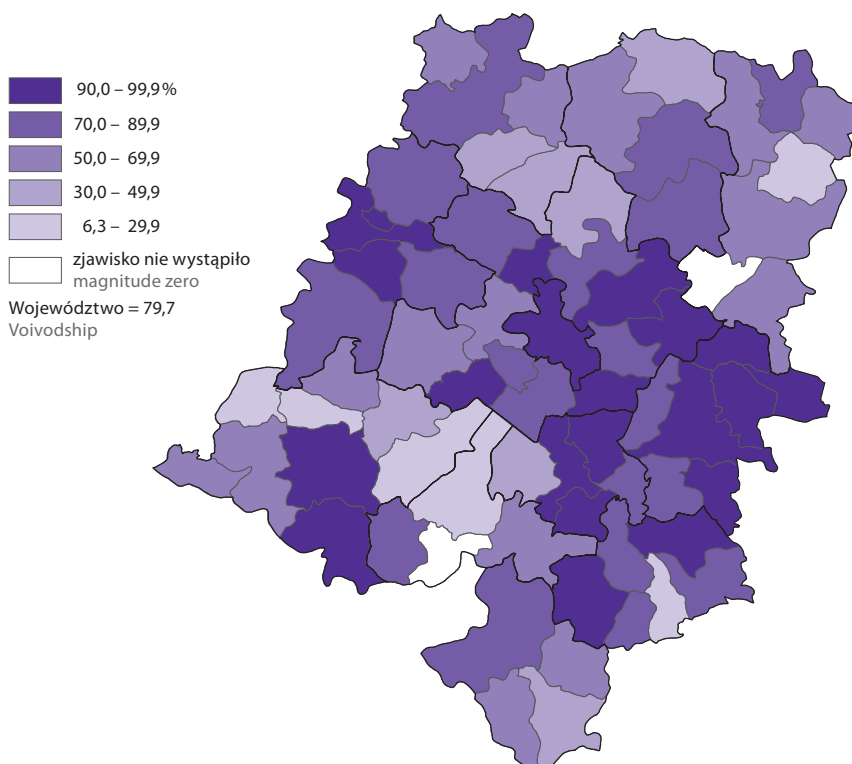 90,0 – 99,9%
70,0 – 89,9
50,0 – 69,9
30,0 – 49,9
6,3 – 29,9
zjawisko nie wystąpiło
magnitude zero
Województwo = 79,7
Voivodship